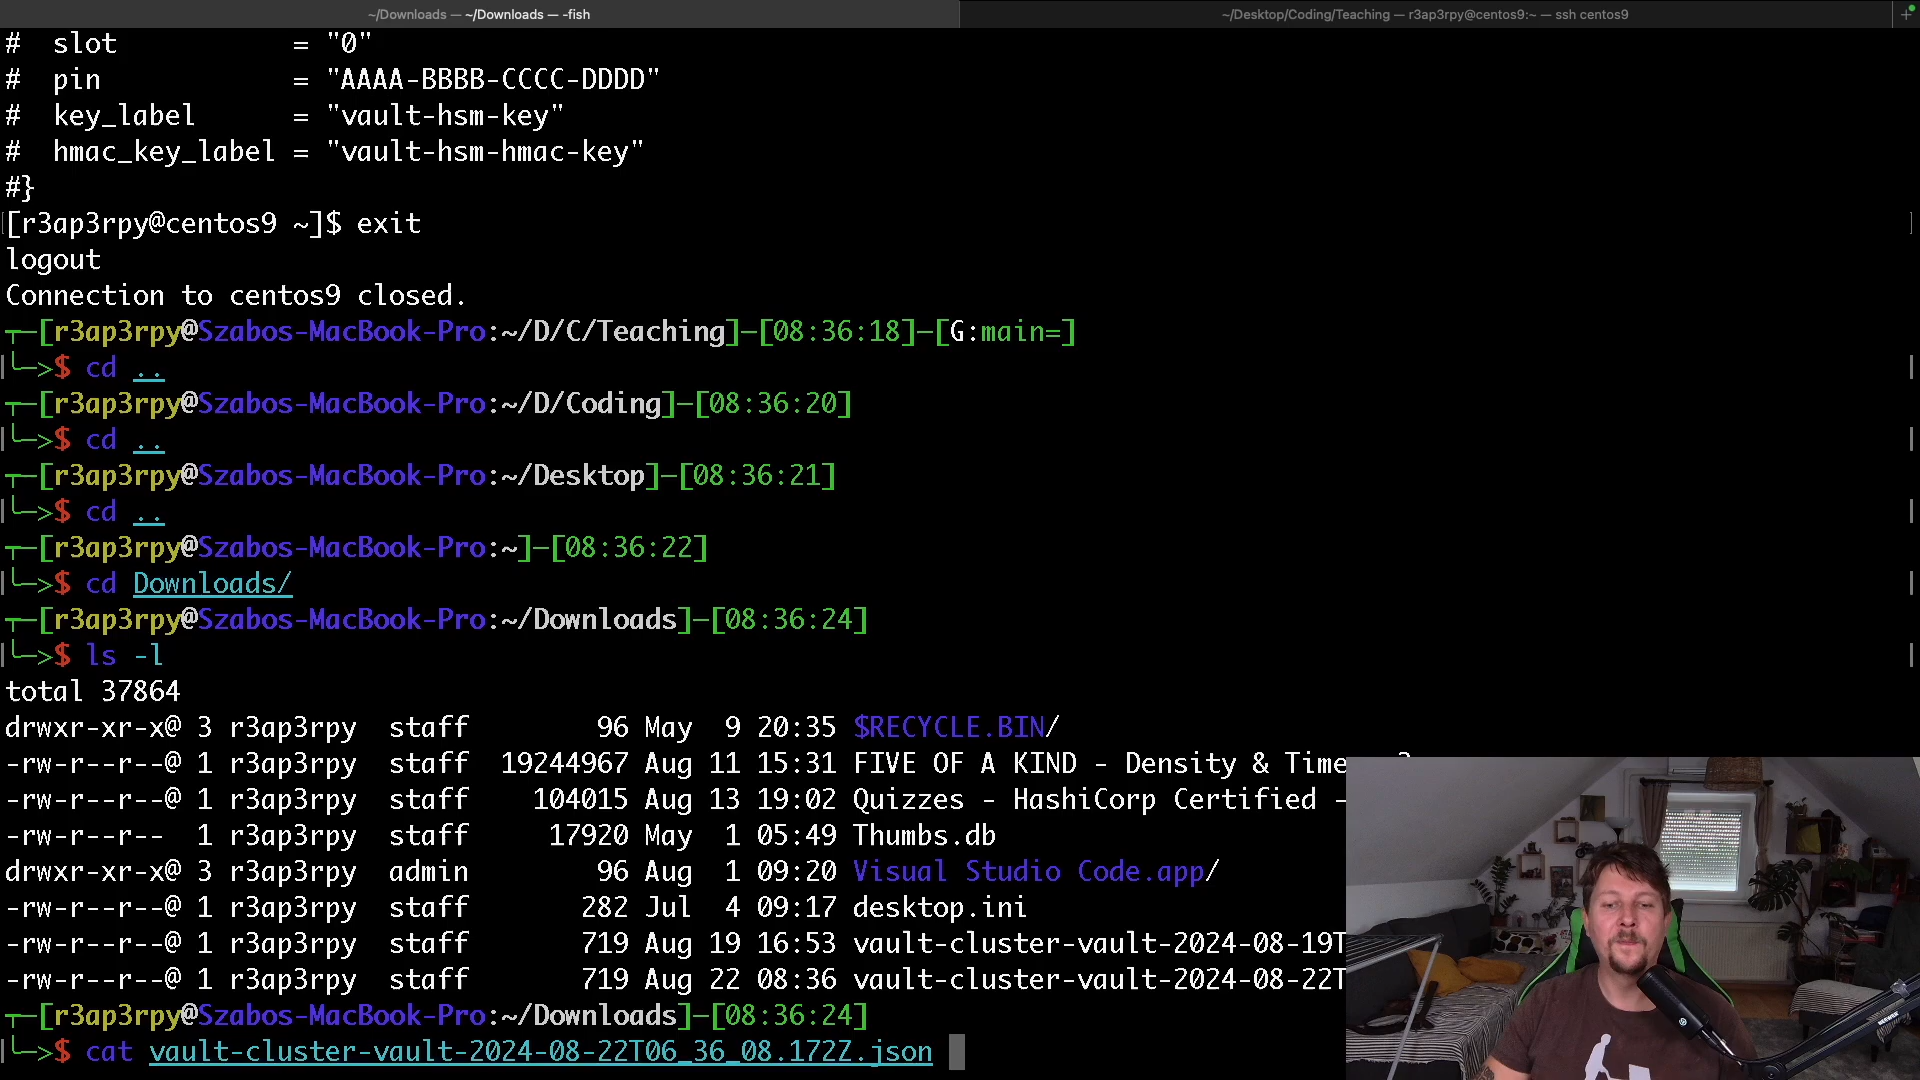 ~/Downloads — ~/Downloads — -fish
~/Desktop/Coding/Teaching — r3ap3rpy@centos9:~ — ssh centos9
# slot = "0"
# pin = "AAAA-BBBB-CCCC-DDDD"
# key_label = "vault-hsm-key"
# hmac_key_label = "vault-hsm-hmac-key"
#}
[r3ap3rpy@centos9 ~]$ exit
logout
Connection to centos9 closed.
┬─[r3ap3rpy@Szabos-MacBook-Pro:~/D/C/Teaching]─[08:36:18]─[G:main=]
╰─>$ cd ..
┬─[r3ap3rpy@Szabos-MacBook-Pro:~/D/Coding]─[08:36:20]
╰─>$ cd ..
┬─[r3ap3rpy@Szabos-MacBook-Pro:~/Desktop]─[08:36:21]
╰─>$ cd ..
┬─[r3ap3rpy@Szabos-MacBook-Pro:~]─[08:36:22]
╰─>$ cd Downloads/
┬─[r3ap3rpy@Szabos-MacBook-Pro:~/Downloads]─[08:36:24]
╰─>$ ls -l
total 37864
drwxr-xr-x@ 3 r3ap3rpy staff 96 May 9 20:35 $RECYCLE.BIN/
-rw-r--r--@ 1 r3ap3rpy staff 19244967 Aug 11 15:31 FIVE OF A KIND - Density & Time
-rw-r--r--@ 1 r3ap3rpy staff 104015 Aug 13 19:02 Quizzes - HashiCorp Certified -
-rw-r--r-- 1 r3ap3rpy staff 17920 May 1 05:49 Thumbs.db
drwxr-xr-x@ 3 r3ap3rpy admin 96 Aug 1 09:20 Visual Studio Code.app/
-rw-r--r--@ 1 r3ap3rpy staff 282 Jul 4 09:17 desktop.ini
-rw-r--r--@ 1 r3ap3rpy staff 719 Aug 19 16:53 vault-cluster-vault-2024-08-19T
-rw-r--r--@ 1 r3ap3rpy staff 719 Aug 22 08:36 vault-cluster-vault-2024-08-22T
┬─[r3ap3rpy@Szabos-MacBook-Pro:~/Downloads]─[08:36:24]
╰─>$ cat vault-cluster-vault-2024-08-22T06_36_08.172Z.json